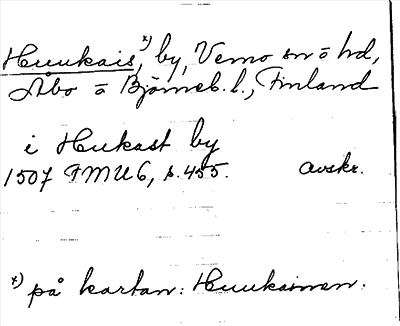 Huukais x), by, Vemo sn o hd,
Åbo o Björneb. l., Finland
i Hukast by
1507 FMU 6, s. 455. avskr.
x) på kartan: Huukainen.